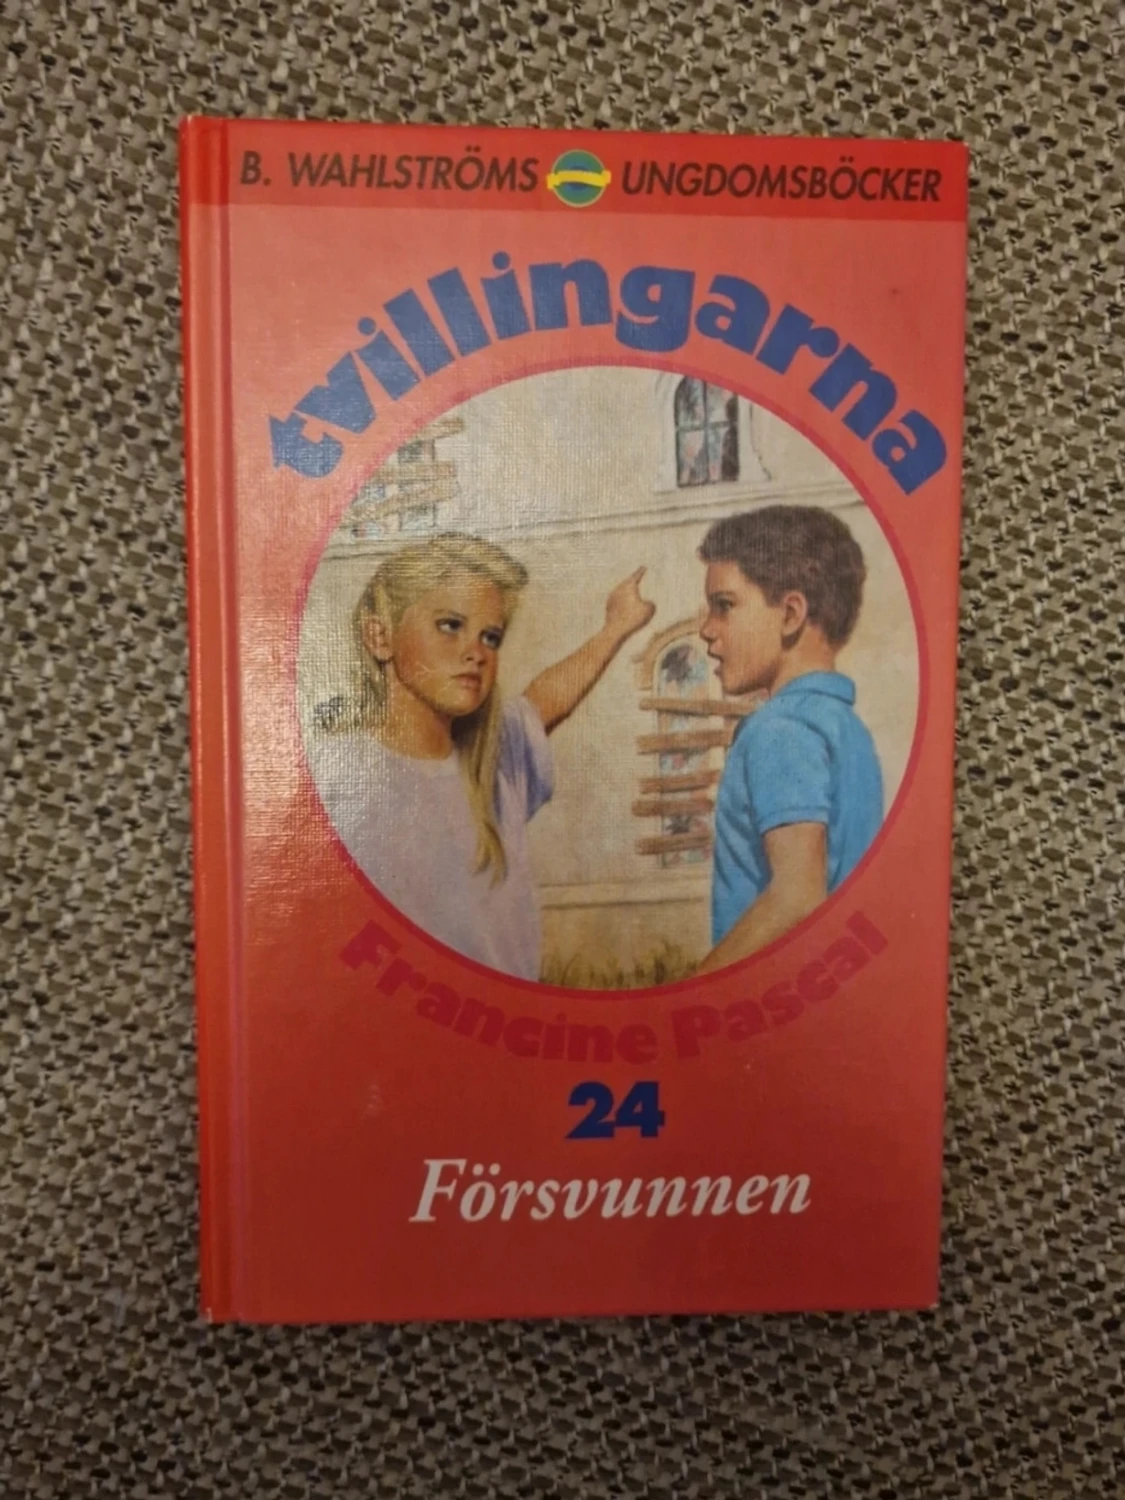 B. WAHLSTRÖMS UNGDOMSBÖCKER
tvillingarna
Francine Pascal
24
Försvunnen